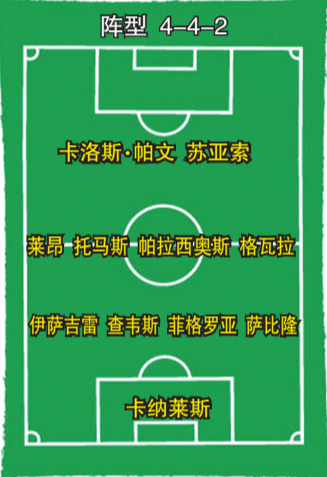 阵型 4-4-2
卡洛斯·帕文 苏亚索
莱昂 托马斯 帕拉西奥斯 格瓦拉
伊萨吉雷 查韦斯 菲格罗亚 萨比隆
卡纳莱斯